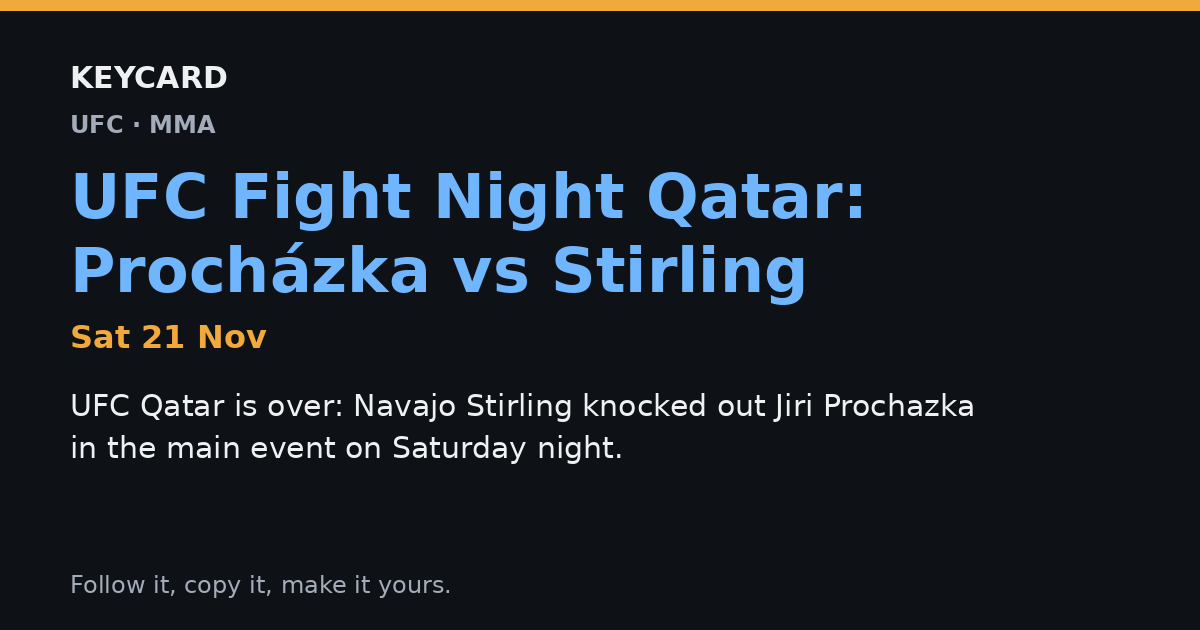 KEYCARD
UFC · MMA
UFC Fight Night Qatar:
Procházka vs Stirling
Sat 21 Nov
UFC Qatar is over: Navajo Stirling knocked out Jiri Prochazka
in the main event on Saturday night.
Follow it, copy it, make it yours.